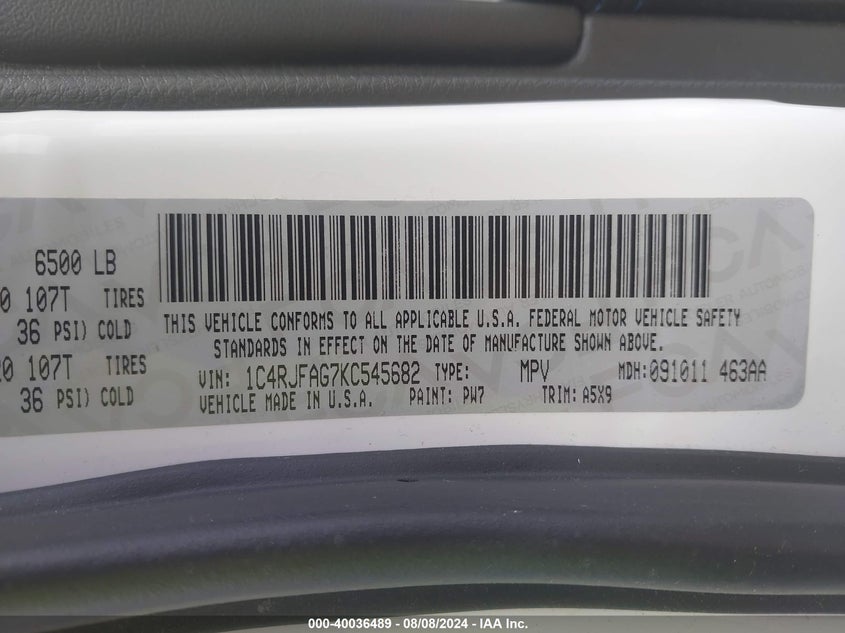 6500 LB
0 107T TIRES
36 PSI) COLD
20 107T TIRES
36 PSI) COLD
THIS VEHICLE CONFORMS TO ALL APPLICABLE U.S.A. FEDERAL MOTOR VEHICLE SAFETY
STANDARDS IN EFFECT ON THE DATE OF MANUFACTURE SHOWN ABOVE.
VIN: 1C4RJFAG7KC545682 TYPE: MPV MDH:091011 463AA
VEHICLE MADE IN U.S.A. PAINT: PW7 TRIM: A5X9
000-40036489 - 08/08/2024 - IAA Inc.